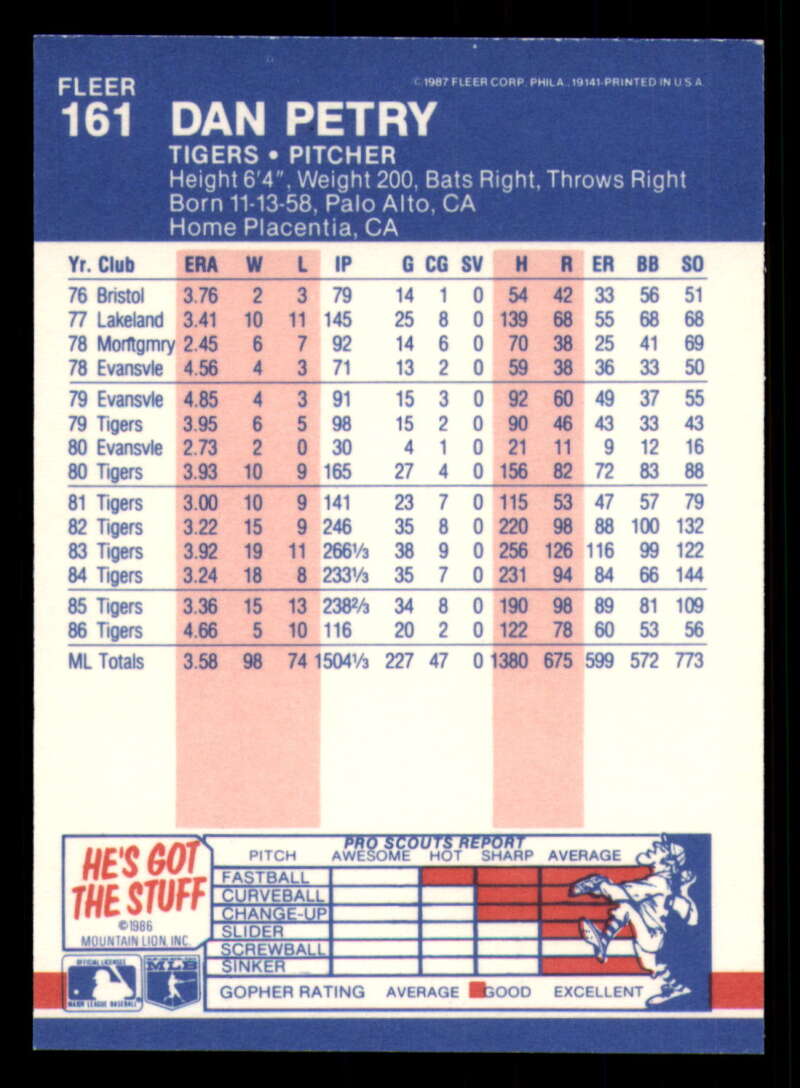 FLEER
161 DAN PETRY
© 1987 FLEER CORP. PHILA., 19141-PRINTED IN U.S.A.
TIGERS • PITCHER
Height 6'4", Weight 200, Bats Right, Throws Right
Born 11-13-58, Palo Alto, CA
Home Placentia, CA
Yr. Club ERA W L IP G CG SV H R ER BB SO
76 Bristol 3.76 2 3 79 14 1 0 54 42 33 56 51
77 Lakeland 3.41 10 11 145 25 8 0 139 68 55 68 68
78 Montgmry 2.45 6 7 92 14 6 0 70 38 25 41 69
78 Evansvle 4.56 4 3 71 13 2 0 59 38 36 33 50
79 Evansvle 4.85 4 3 91 15 3 0 92 60 49 37 55
79 Tigers 3.95 6 5 98 15 2 0 90 46 43 33 43
80 Evansvle 2.73 2 0 30 4 1 0 21 11 9 12 16
80 Tigers 3.93 10 9 165 27 4 0 156 82 72 83 88
81 Tigers 3.00 10 9 141 23 7 0 115 53 47 57 79
82 Tigers 3.22 15 9 246 35 8 0 220 98 88 100 132
83 Tigers 3.92 19 11 266⅓ 38 9 0 256 126 116 99 122
84 Tigers 3.24 18 8 233⅓ 35 7 0 231 94 84 66 144
85 Tigers 3.36 15 13 238⅔ 34 8 0 190 98 89 81 109
86 Tigers 4.66 5 10 116 20 2 0 122 78 60 53 56
ML Totals 3.58 98 74 1504⅓ 227 47 0 1380 675 599 572 773
HE'S GOT
THE STUFF
©1986
MOUNTAIN LION, INC.
OFFICIAL LICENSEE
MAJOR LEAGUE BASEBALL
MLB
PRO SCOUTS REPORT
PITCH AWESOME HOT SHARP AVERAGE
FASTBALL
CURVEBALL
CHANGE-UP
SLIDER
SCREWBALL
SINKER
GOPHER RATING AVERAGE GOOD EXCELLENT